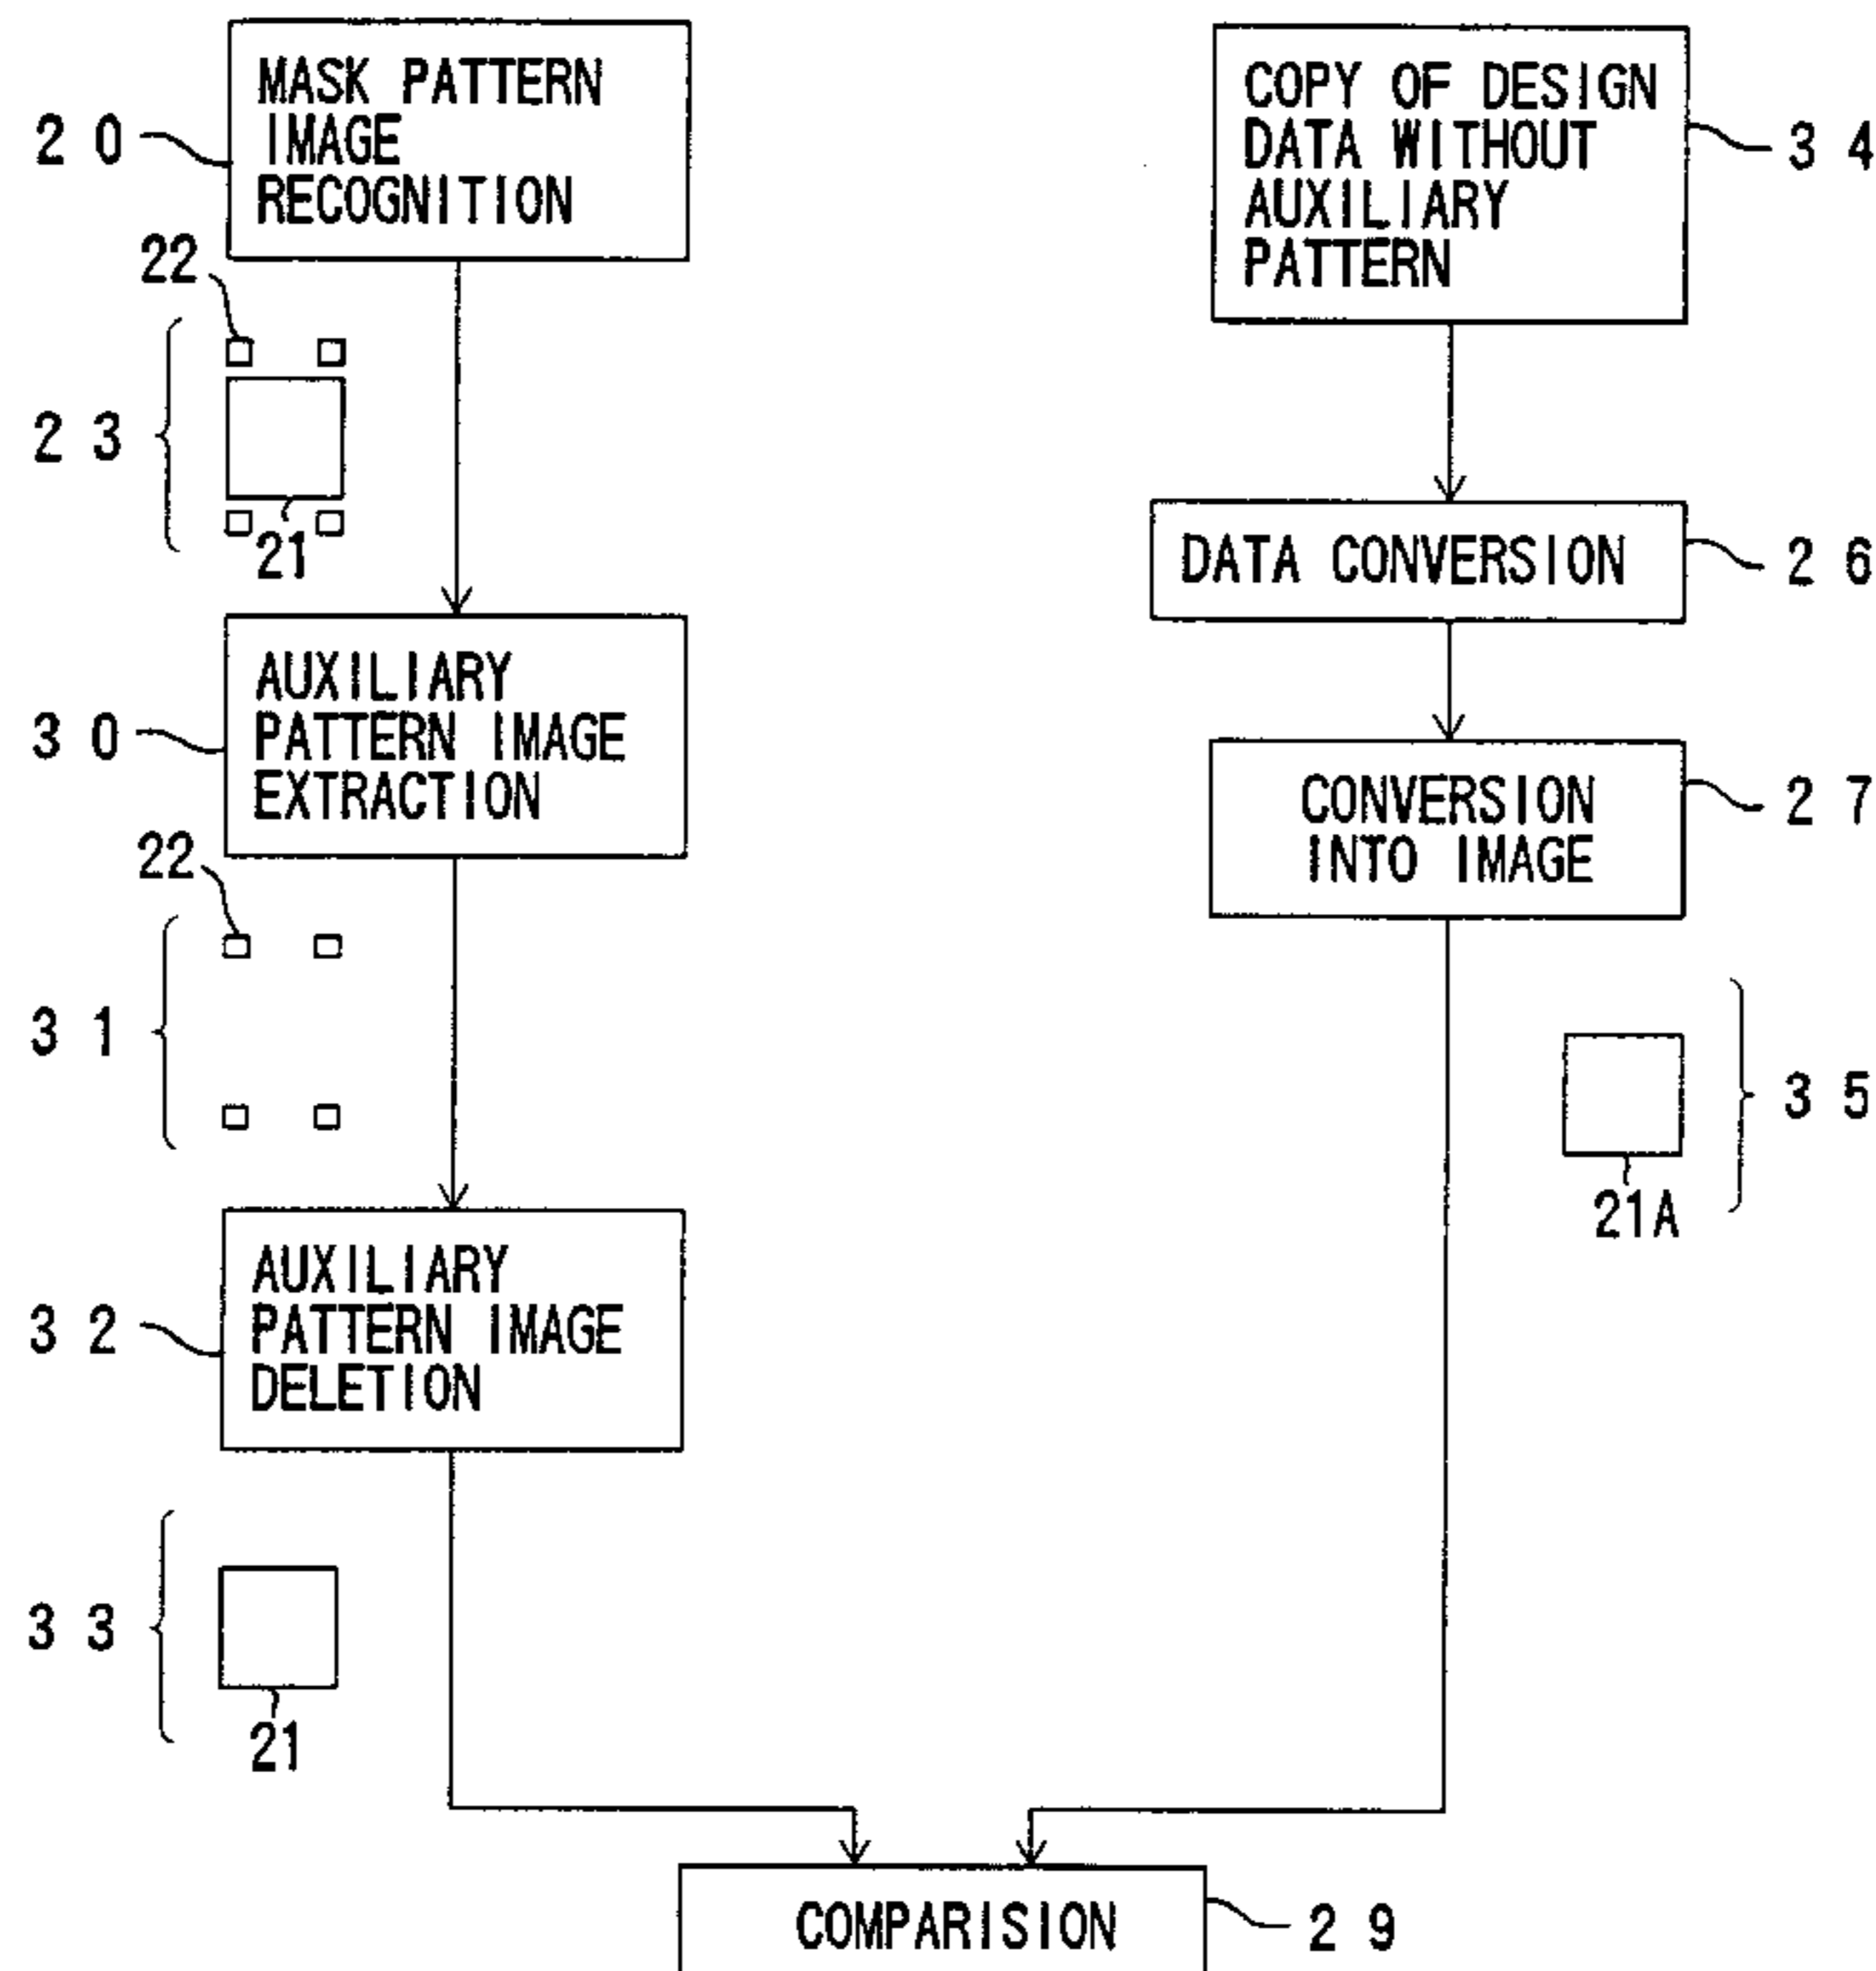 MASK PATTERN
IMAGE
RECOGNITION
20
22
23
21
AUXILIARY
PATTERN IMAGE
EXTRACTION
30
22
31
AUXILIARY
PATTERN IMAGE
DELETION
32
33
21
COPY OF DESIGN
DATA WITHOUT
AUXILIARY
PATTERN
34
DATA CONVERSION
26
CONVERSION
INTO IMAGE
27
35
21A
COMPARISION
29